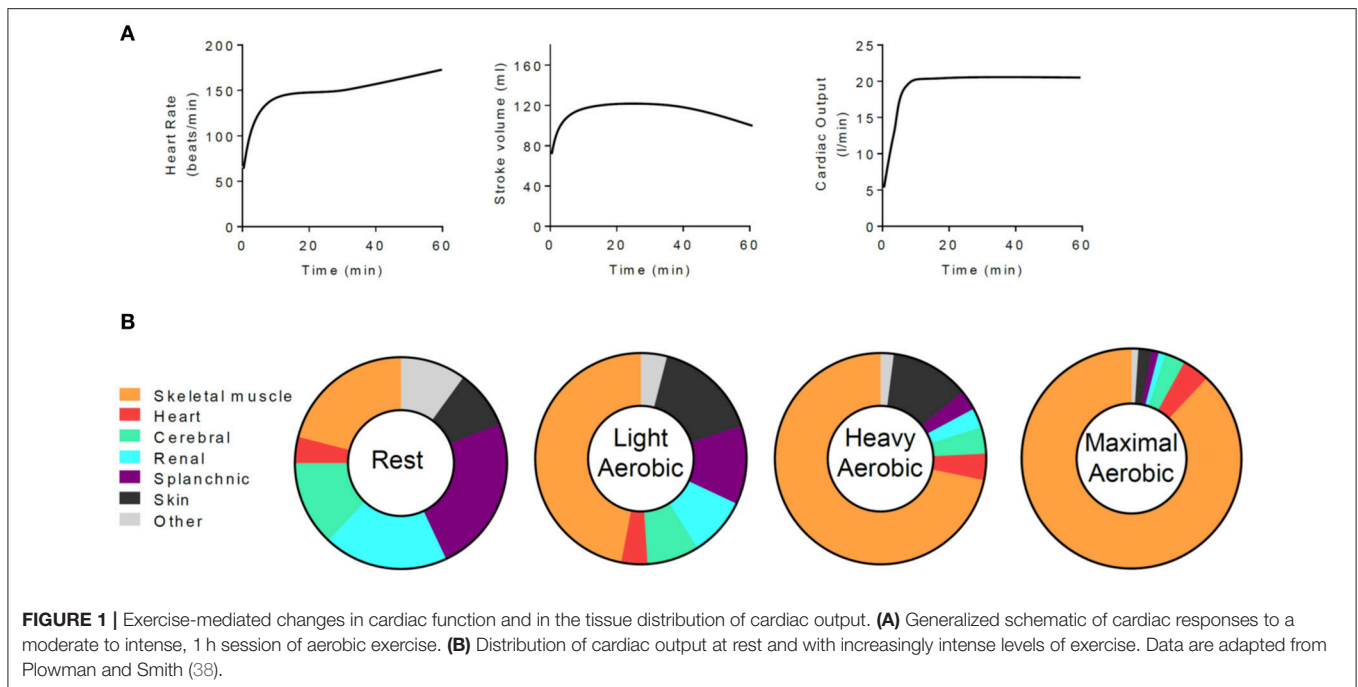 A
200
150
100
50
0
Heart Rate
(beats/min)
0 20 40 60
Time (min)
160
120
80
40
0
Stroke volume (ml)
0 20 40 60
Time (min)
25
20
15
10
5
0
Cardiac Output
(l/min)
0 20 40 60
Time (min)
B
Skeletal muscle
Heart
Cerebral
Renal
Splanchnic
Skin
Other
Rest
Light
Aerobic
Heavy
Aerobic
Maximal
Aerobic
FIGURE 1 | Exercise-mediated changes in cardiac function and in the tissue distribution of cardiac output. (A) Generalized schematic of cardiac responses to a
moderate to intense, 1 h session of aerobic exercise. (B) Distribution of cardiac output at rest and with increasingly intense levels of exercise. Data are adapted from
Plowman and Smith (38).